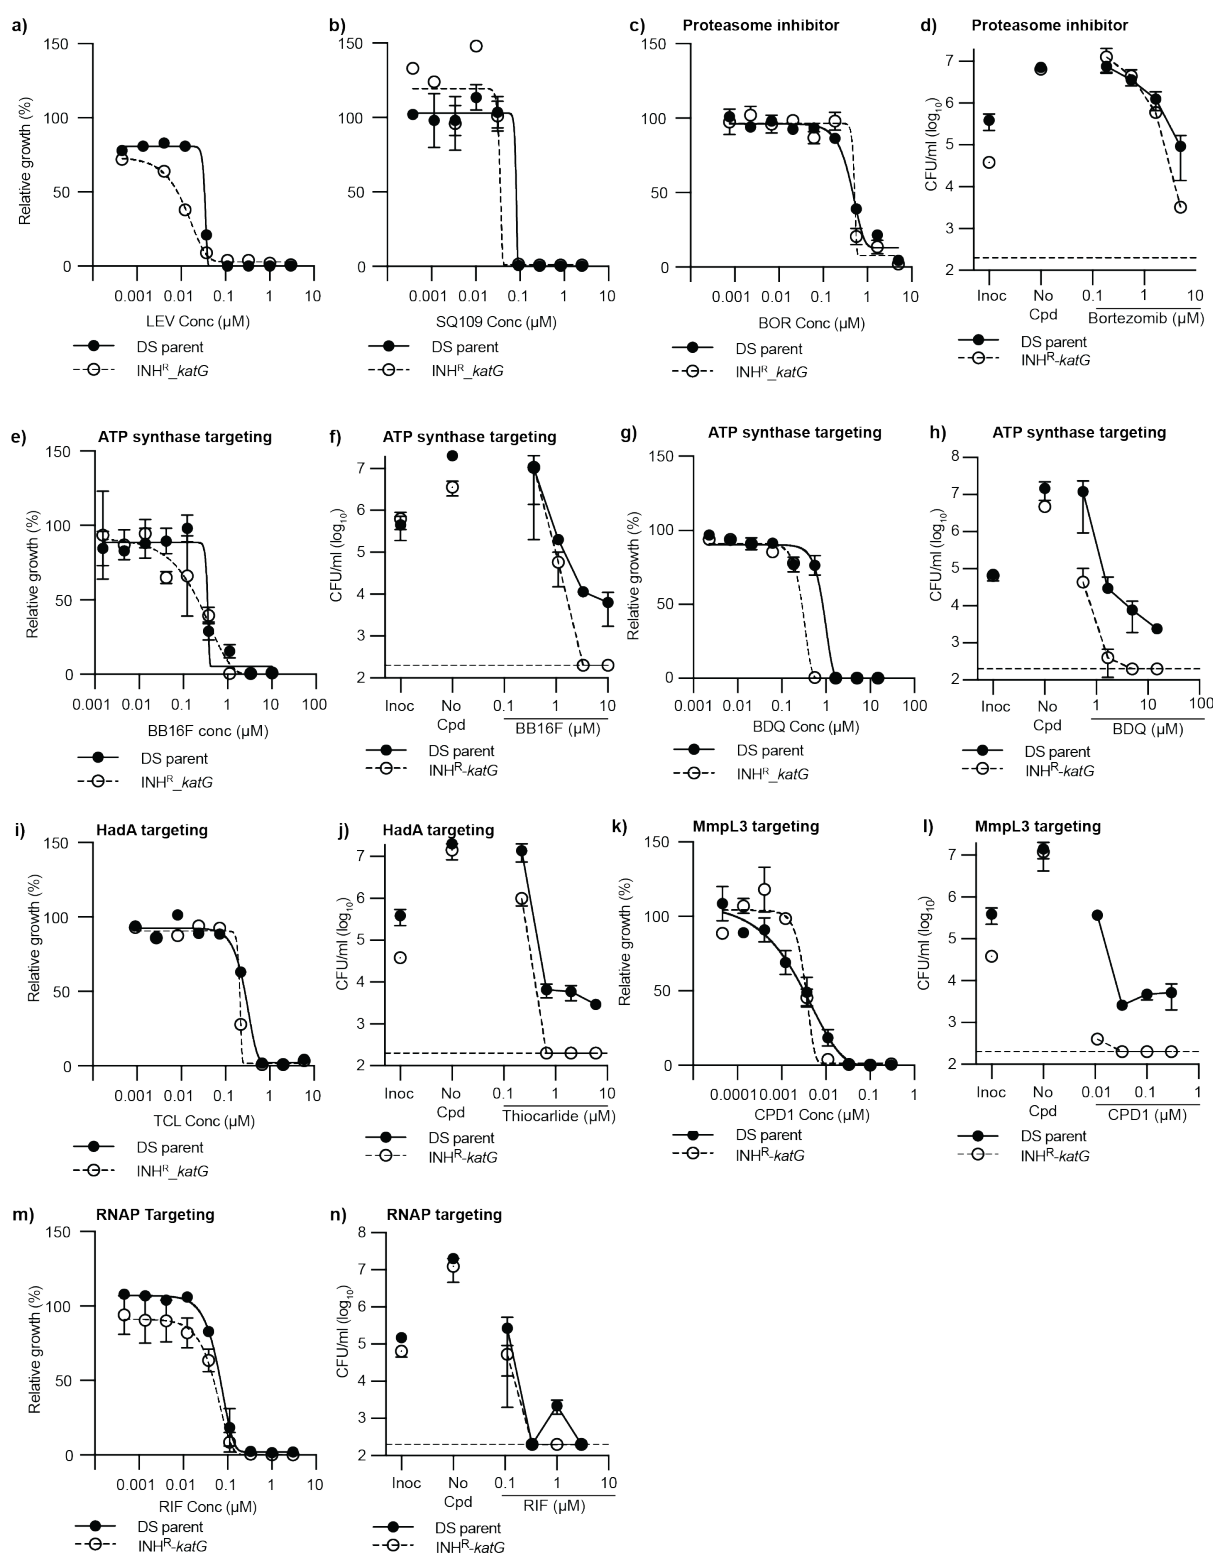 a)
150
100
50
0
Relative growth (%)
0.001 0.01 0.1 1 10
LEV Conc (µM)
DS parent
INHᴿ_katG
b)
150
100
50
0
0.001 0.01 0.1 1 10
SQ109 Conc (µM)
DS parent
INHᴿ_katG
c)
Proteasome inhibitor
150
100
50
0
0.001 0.01 0.1 1 10
BOR Conc (µM)
DS parent
INHᴿ_katG
d)
Proteasome inhibitor
7
6
5
4
3
2
CFU/ml (log₁₀)
Inoc No Cpd 0.1 1 10
Bortezomib (µM)
DS parent
INHᴿ-katG
e)
ATP synthase targeting
150
100
50
0
Relative growth (%)
0.001 0.01 0.1 1 10 100
BB16F conc (µM)
DS parent
INHᴿ_katG
f)
ATP synthase targeting
7
6
5
4
3
2
CFU/ml (log₁₀)
Inoc No Cpd 0.1 1 10
BB16F (µM)
DS parent
INHᴿ-katG
g)
ATP synthase targeting
150
100
50
0
Relative growth (%)
0.001 0.01 0.1 1 10 100
BDQ Conc (µM)
DS parent
INHᴿ_katG
h)
ATP synthase targeting
8
7
6
5
4
3
2
CFU/ml (log₁₀)
Inoc No Cpd 1 10 100
BDQ (µM)
DS parent
INHᴿ-katG
i)
HadA targeting
150
100
50
0
Relative growth (%)
0.001 0.01 0.1 1 10
TCL Conc (µM)
DS parent
INHᴿ_katG
j)
HadA targeting
7
6
5
4
3
2
CFU/ml (log₁₀)
Inoc No Cpd 0.1 1 10
Thiocarlide (µM)
DS parent
INHᴿ-katG
k)
MmpL3 targeting
150
100
50
0
Relative growth (%)
0.0001 0.001 0.01 0.1 1
CPD1 Conc (µM)
DS parent
INHᴿ-katG
l)
MmpL3 targeting
7
6
5
4
3
2
CFU/ml (log₁₀)
Inoc No Cpd 0.01 0.1 1
CPD1 (µM)
DS parent
INHᴿ-katG
m)
RNAP Targeting
150
100
50
0
Relative growth (%)
0.001 0.01 0.1 1 10
RIF Conc (µM)
DS parent
INHᴿ-katG
n)
RNAP targeting
8
7
6
5
4
3
2
CFU/ml (log₁₀)
Inoc No Cpd 0.1 1 10
RIF (µM)
DS parent
INHᴿ-katG